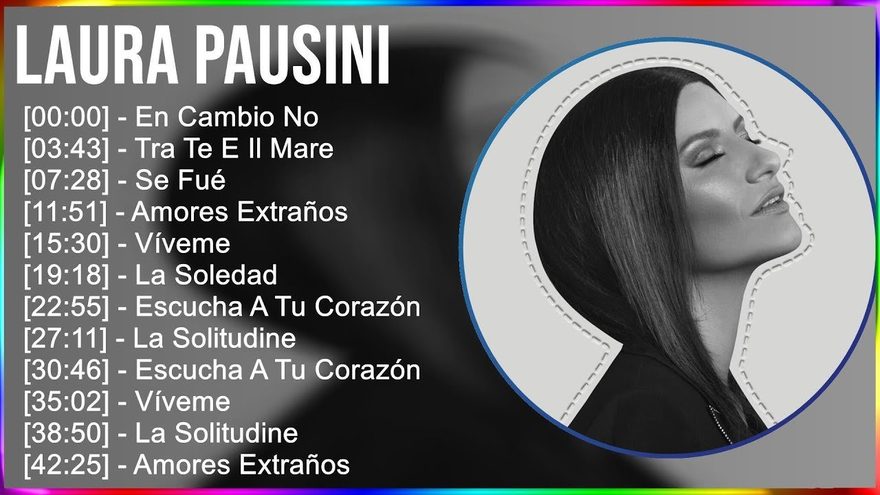 LAURA PAUSINI
[00:00] - En Cambio No
[03:43] - Tra Te E Il Mare
[07:28] - Se Fué
[11:51] - Amores Extraños
[15:30] - Víveme
[19:18] - La Soledad
[22:55] - Escucha A Tu Corazón
[27:11] - La Solitudine
[30:46] - Escucha A Tu Corazón
[35:02] - Víveme
[38:50] - La Solitudine
[42:25] - Amores Extraños